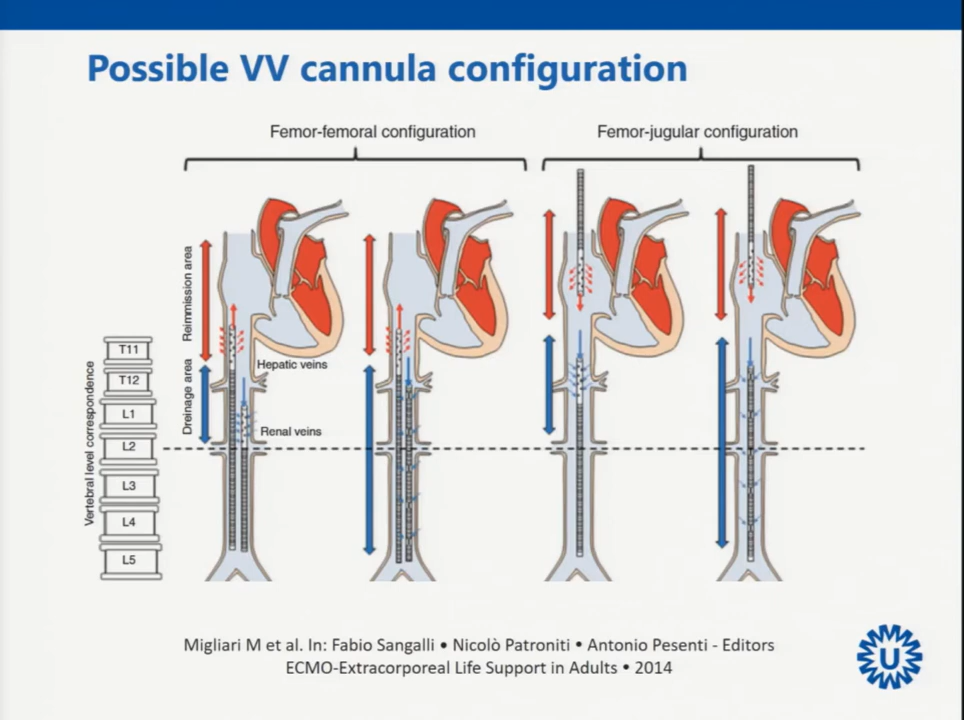 Possible VV cannula configuration
Femor-femoral configuration
Femor-jugular configuration
Reimmission area
Dreinage area
Vertebral level correspondence
T11
T12
L1
L2
L3
L4
L5
Hepatic veins
Renal veins
Migliari M et al. In: Fabio Sangalli • Nicolò Patroniti • Antonio Pesenti - Editors
ECMO-Extracorporeal Life Support in Adults • 2014
U